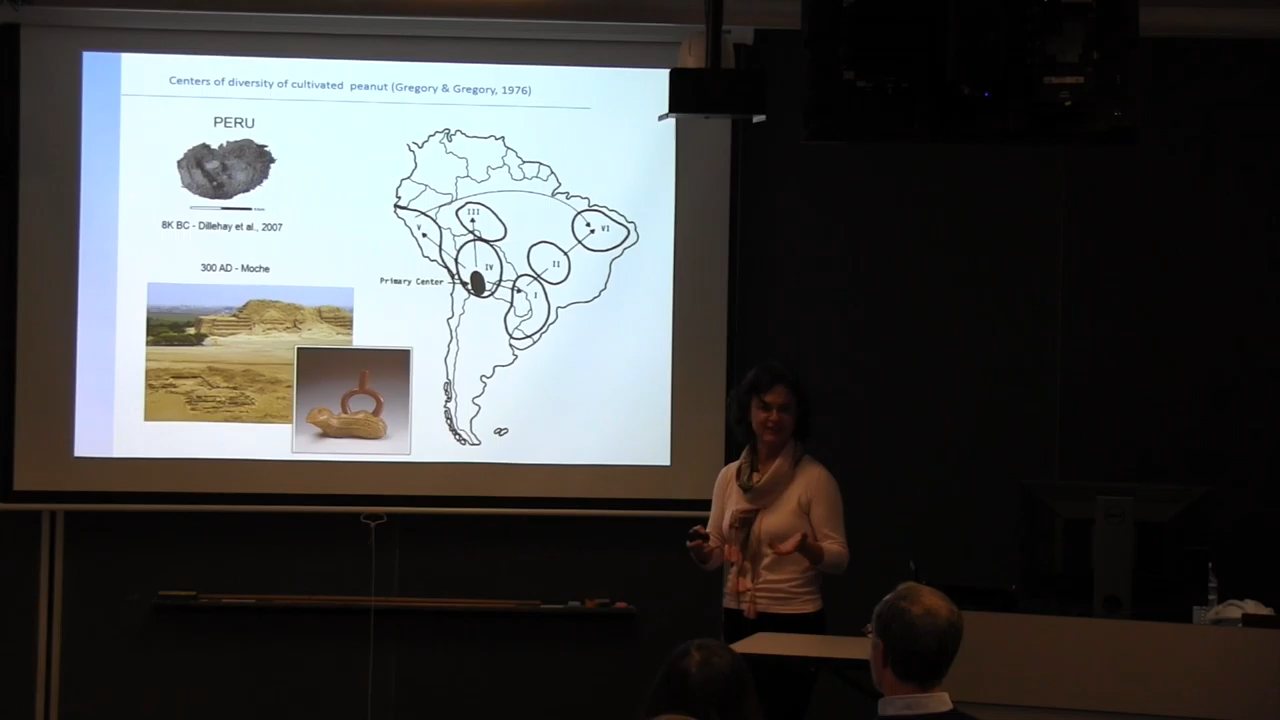 Centers of diversity of cultivated peanut (Gregory & Gregory, 1976)
PERU
8K BC - Dillehay et al., 2007
300 AD - Moche
III
V
VI
II
IV
Primary Center
I